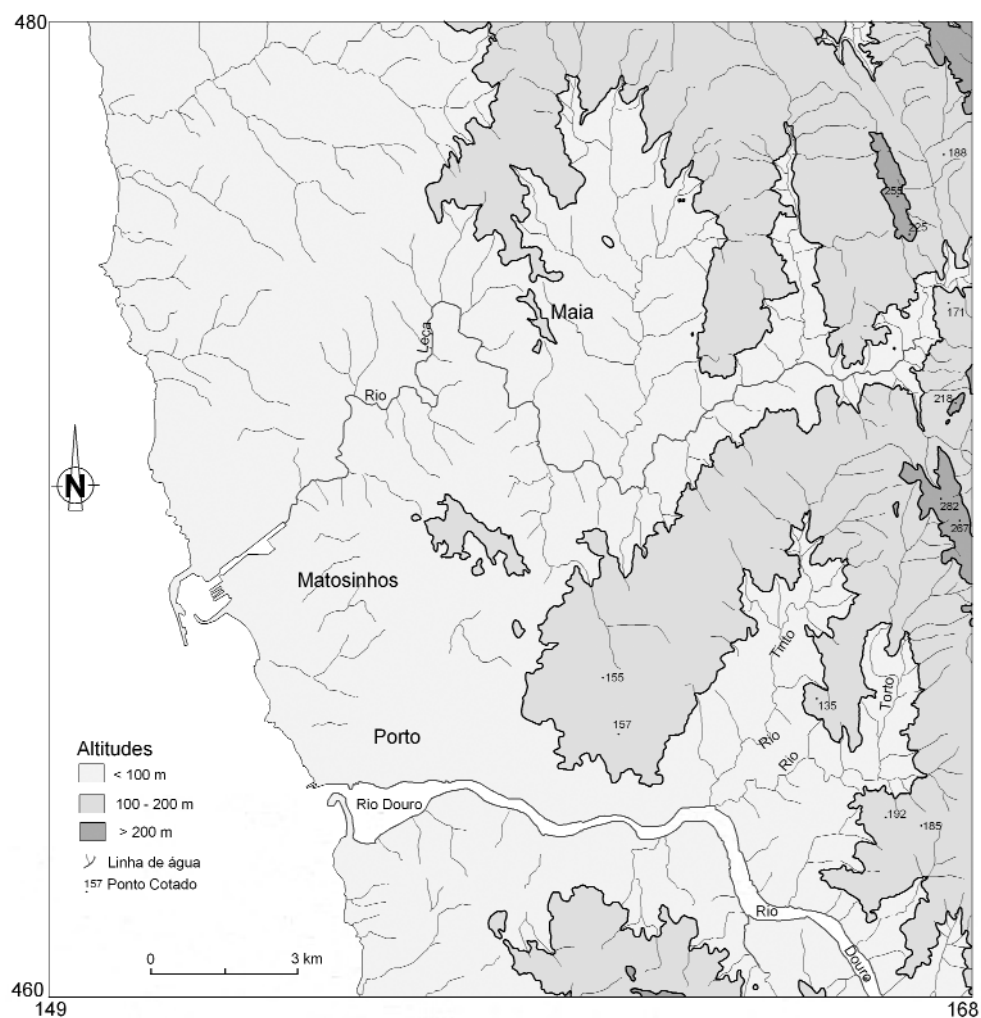 480
188
255
225
171
Maia
Leça
Rio
218
N
282
267
Matosinhos
Tinto
155
Torto
135
157
Porto
Rio
Rio
Altitudes
< 100 m
100 - 200 m
> 200 m
Linha de água
157 Ponto Cotado
Rio Douro
192
185
Rio
Douro
0 3 km
460
149 168